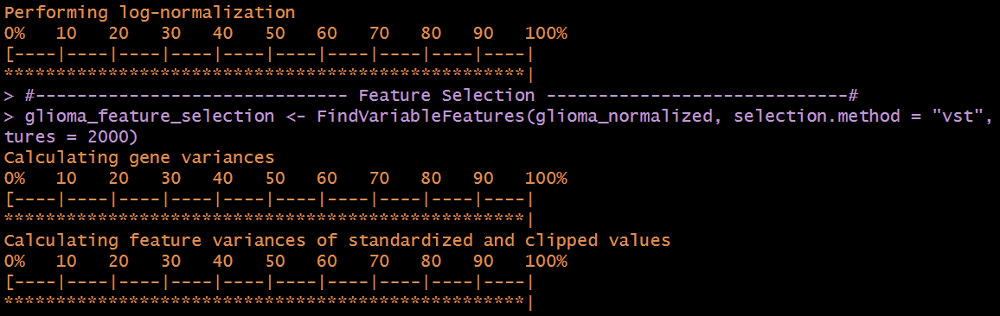 Performing log-normalization
0%   10   20   30   40   50   60   70   80   90   100%
[----|----|----|----|----|----|----|----|----|----|
**************************************************|
> #------------------------------ Feature Selection -----------------------------#
> glioma_feature_selection <- FindVariableFeatures(glioma_normalized, selection.method = "vst",
tures = 2000)
Calculating gene variances
0%   10   20   30   40   50   60   70   80   90   100%
[----|----|----|----|----|----|----|----|----|----|
**************************************************|
Calculating feature variances of standardized and clipped values
0%   10   20   30   40   50   60   70   80   90   100%
[----|----|----|----|----|----|----|----|----|----|
**************************************************|